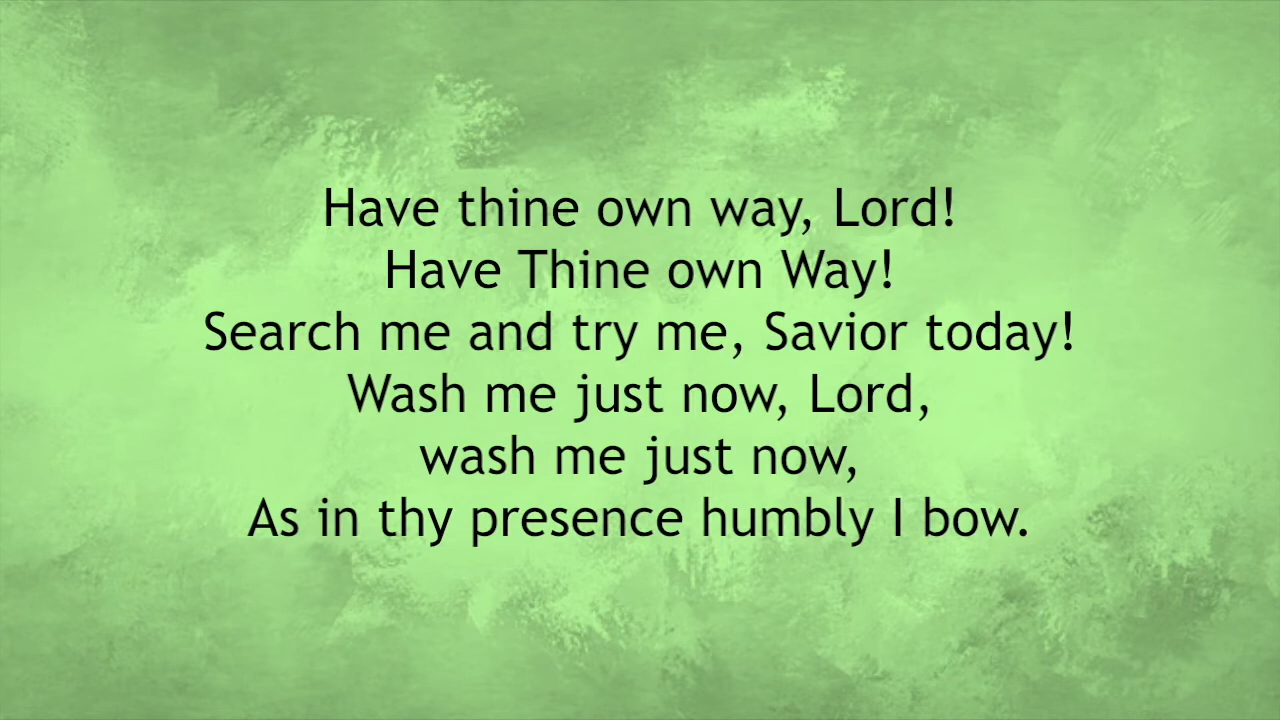 Have thine own way, Lord!
Have Thine own Way!
Search me and try me, Savior today!
Wash me just now, Lord,
wash me just now,
As in thy presence humbly I bow.